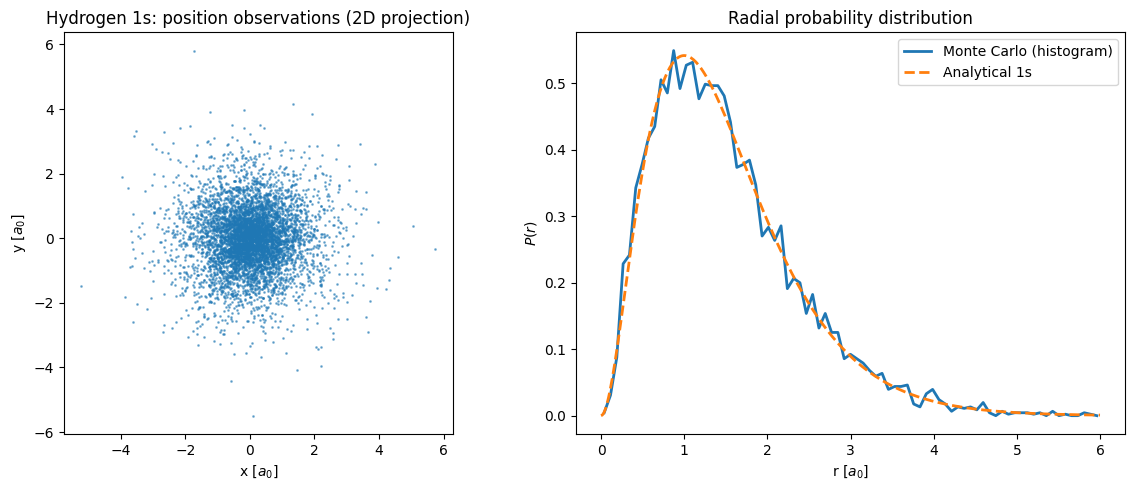 Hydrogen 1s: position observations (2D projection)
6
4
2
0
−2
−4
−6
y [a₀]
−4 −2 0 2 4 6
x [a₀]
Radial probability distribution
Monte Carlo (histogram)
Analytical 1s
0.5
0.4
0.3
0.2
0.1
0.0
P(r)
0 1 2 3 4 5 6
r [a₀]